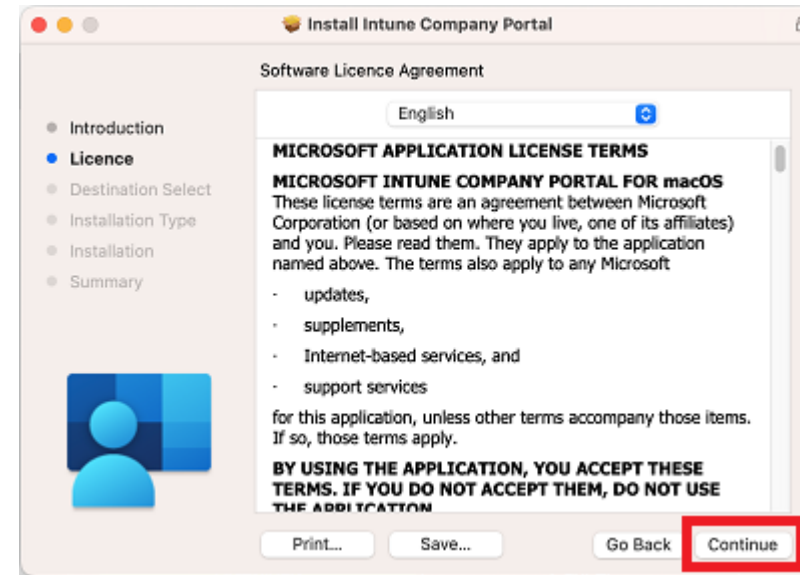 Install Intune Company Portal
Software Licence Agreement
Introduction
Licence
Destination Select
Installation Type
Installation
Summary
English
MICROSOFT APPLICATION LICENSE TERMS
MICROSOFT INTUNE COMPANY PORTAL FOR macOS
These license terms are an agreement between Microsoft
Corporation (or based on where you live, one of its affiliates)
and you. Please read them. They apply to the application
named above. The terms also apply to any Microsoft
· updates,
· supplements,
· Internet-based services, and
· support services
for this application, unless other terms accompany those items.
If so, those terms apply.
BY USING THE APPLICATION, YOU ACCEPT THESE
TERMS. IF YOU DO NOT ACCEPT THEM, DO NOT USE
THE APPLICATION
Print...
Save...
Go Back
Continue